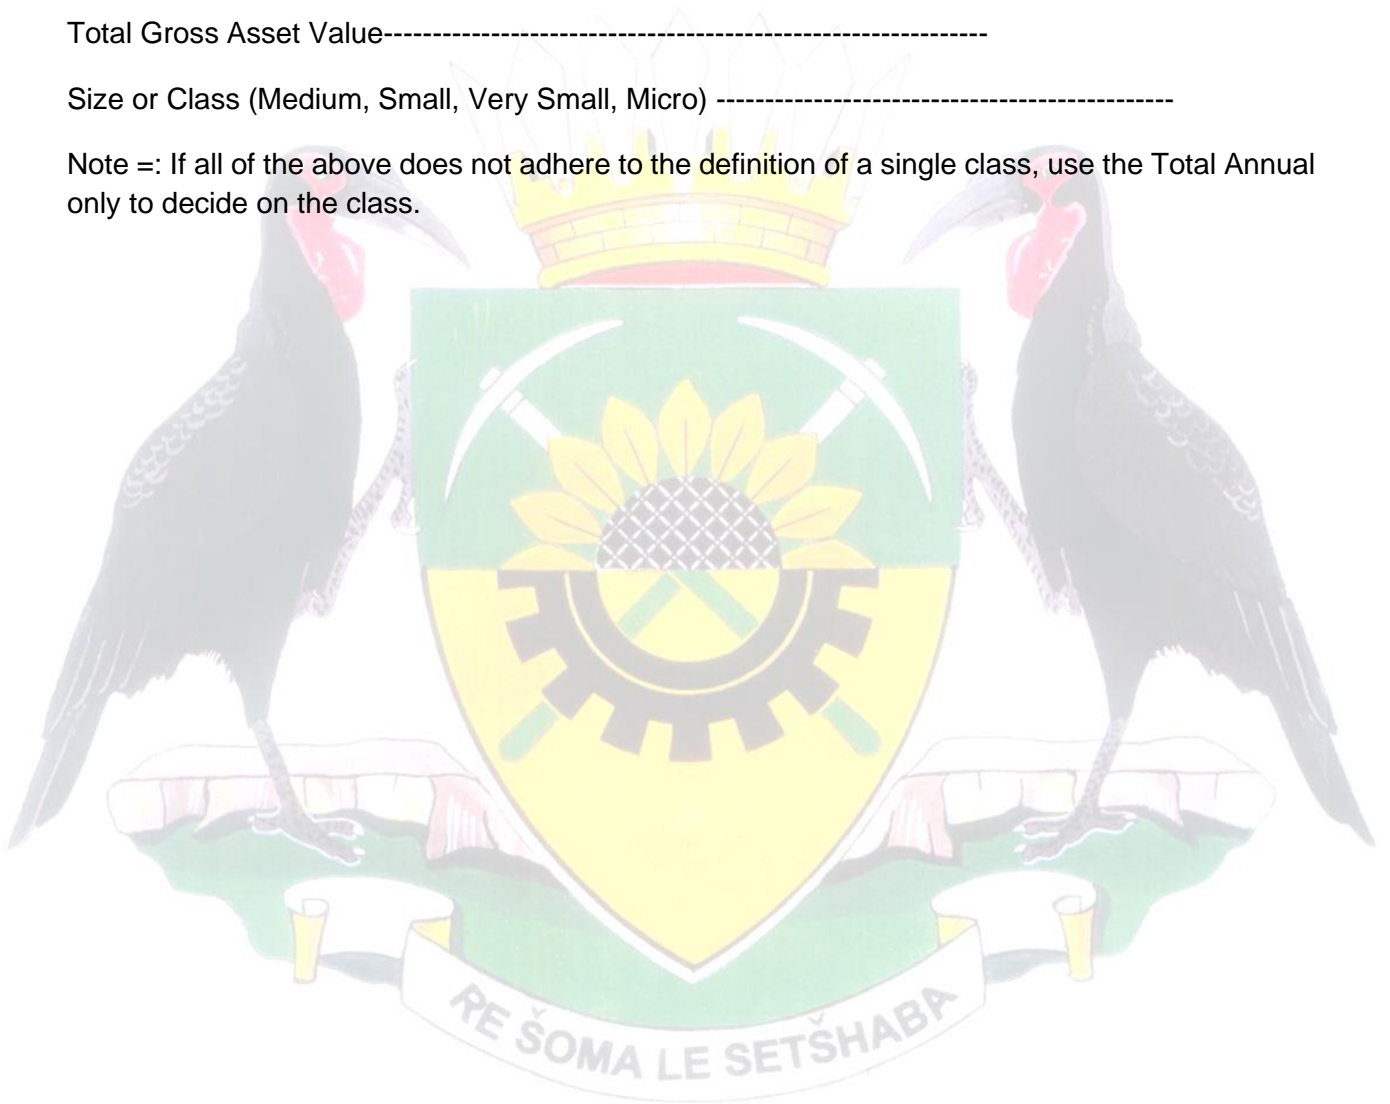 Total Gross Asset Value--------------------------------------------------------------
Size or Class (Medium, Small, Very Small, Micro) -----------------------------------------------
Note =: If all of the above does not adhere to the definition of a single class, use the Total Annual
only to decide on the class.
RE ŠOMA LE SETŠHABA